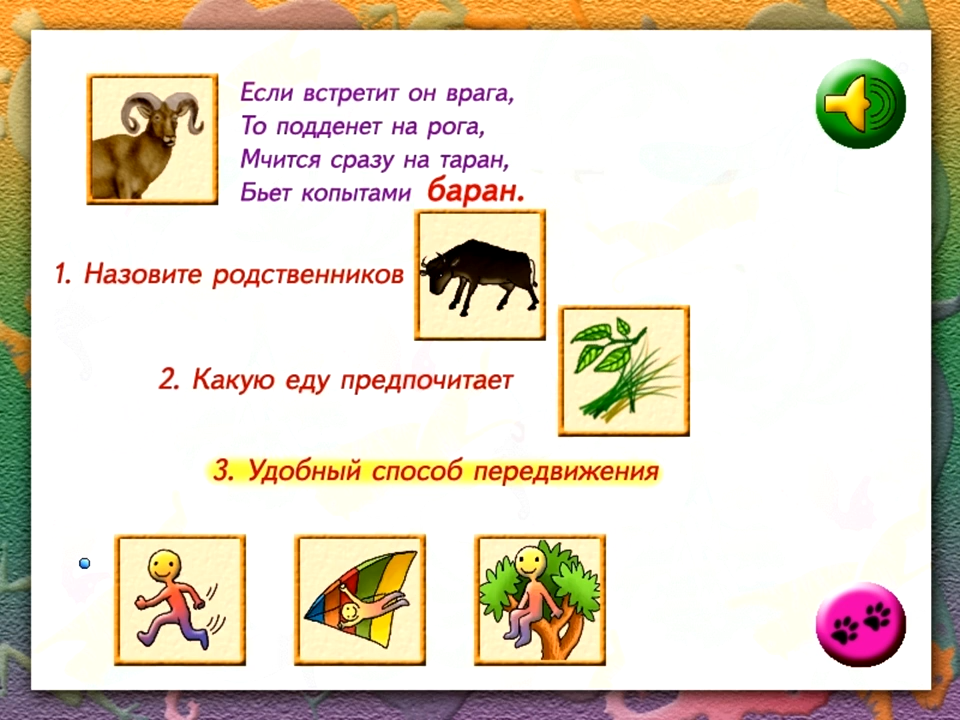 Если встретит он врага,
То подденет на рога,
Мчится сразу на таран,
Бьет копытами баран.
1. Назовите родственников
2. Какую еду предпочитает
3. Удобный способ передвижения